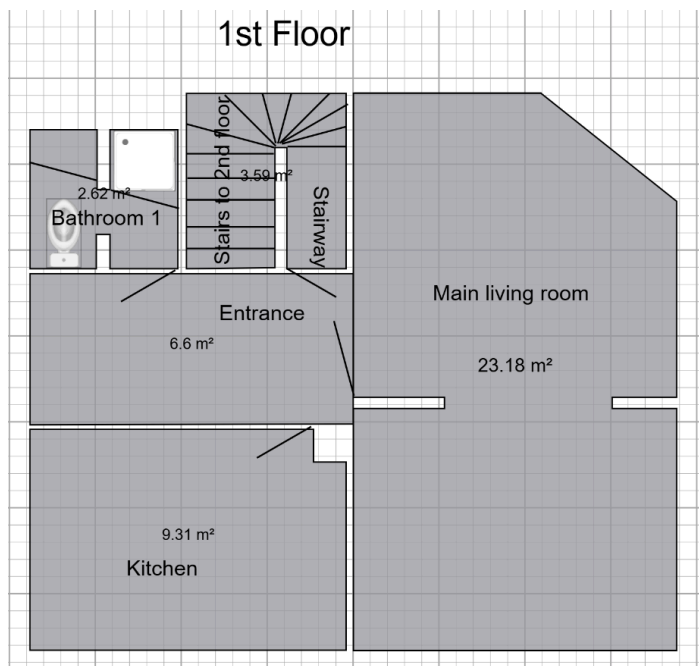 1st Floor
Stairs to 2nd floor
3.59 m²
2.62 m²
Bathroom 1
Stairway
Main living room
Entrance
6.6 m²
23.18 m²
9.31 m²
Kitchen